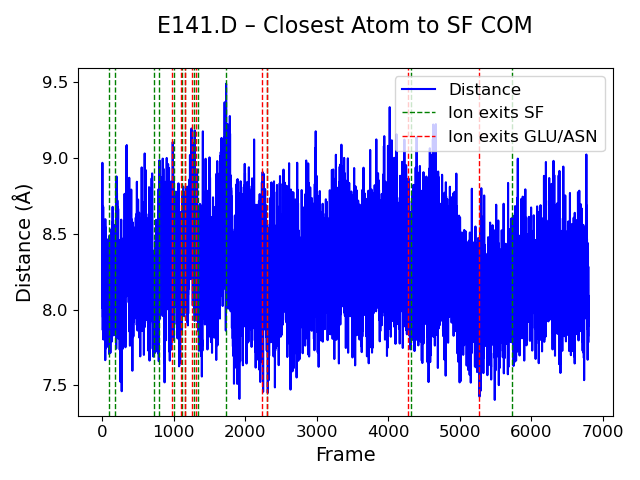 E141.D – Closest Atom to SF COM
Distance
Ion exits SF
Ion exits GLU/ASN
Distance (Å)
9.5
9.0
8.5
8.0
7.5
0 1000 2000 3000 4000 5000 6000 7000
Frame